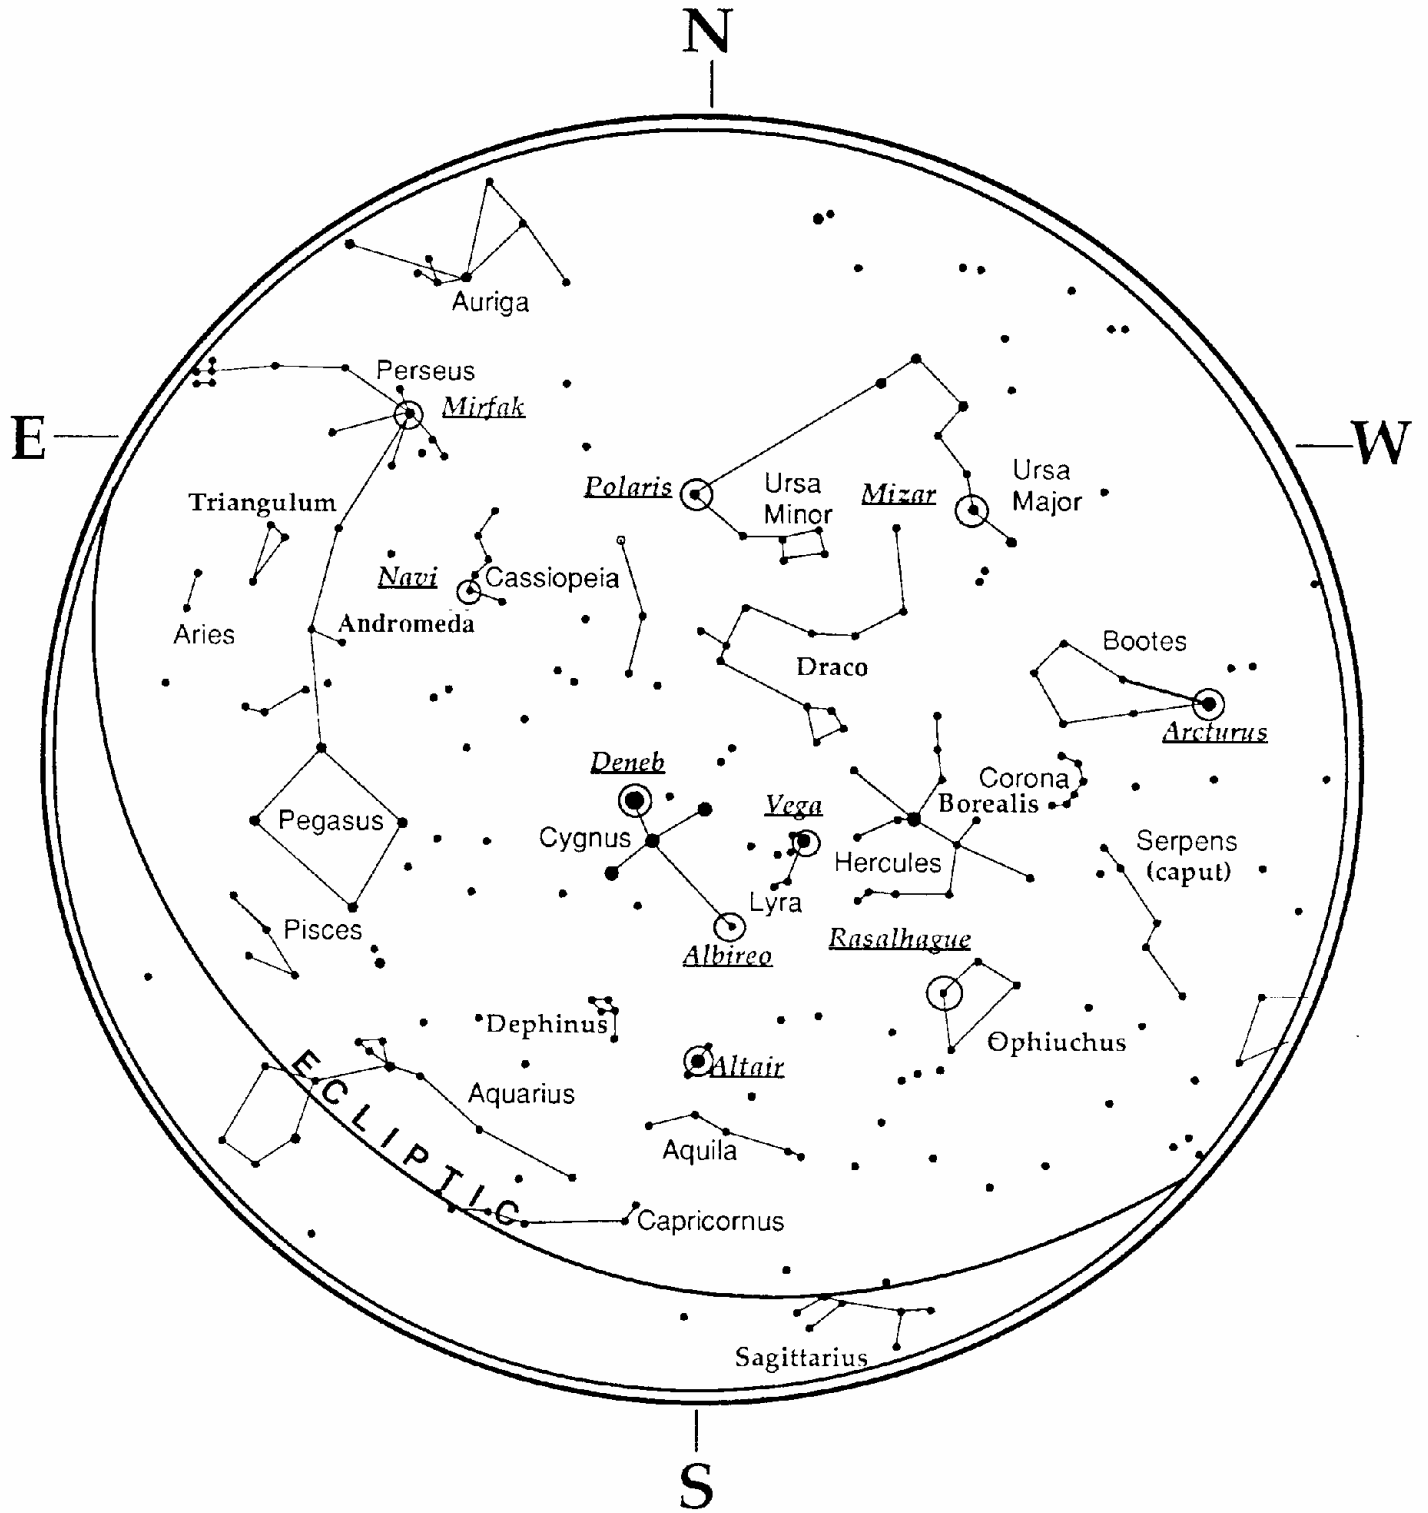 N
Auriga
Perseus
Mirfak
E
W
Polaris
Ursa
Minor
Mizar
Ursa
Major
Triangulum
Navi
Cassiopeia
Andromeda
Aries
Draco
Bootes
Arcturus
Deneb
Vega
Corona
Borealis
Pegasus
Cygnus
Hercules
Serpens
(caput)
Lyra
Pisces
Albireo
Rasalhague
Dephinus
Ophiuchus
Altair
Aquarius
ECLIPTIC
Aquila
Capricornus
Sagittarius
S